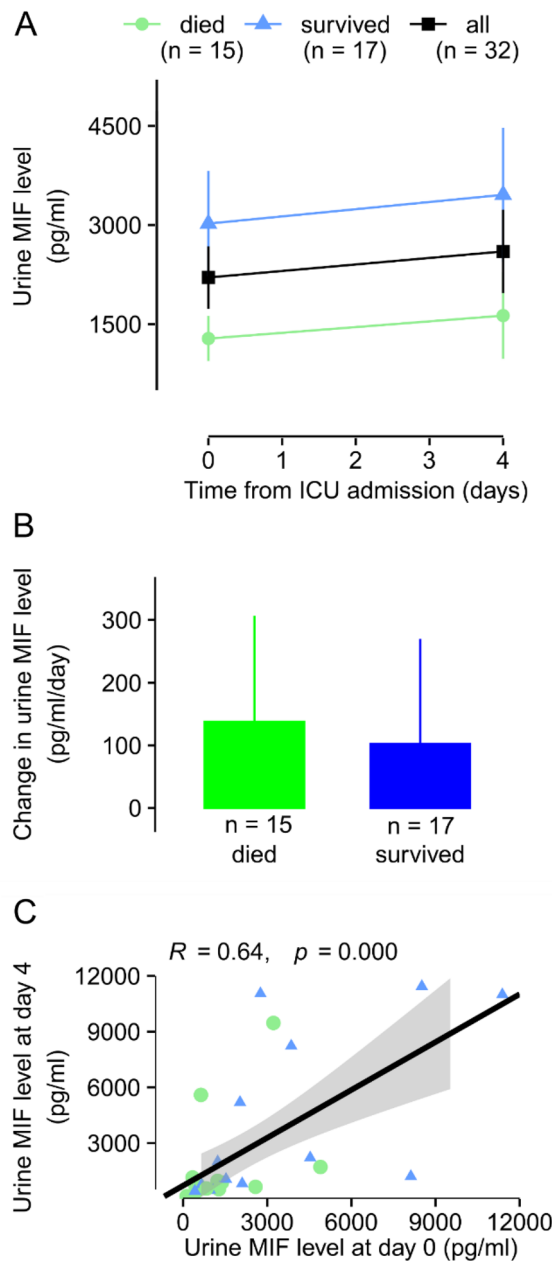 A
died survived all
(n = 15) (n = 17) (n = 32)
Urine MIF level
(pg/ml)
4500
3000
1500
0 1 2 3 4
Time from ICU admission (days)
B
Change in urine MIF level
(pg/ml/day)
300
200
100
0
n = 15 n = 17
died survived
C
R = 0.64, p = 0.000
Urine MIF level at day 4
(pg/ml)
12000
9000
6000
3000
0 3000 6000 9000 12000
Urine MIF level at day 0 (pg/ml)